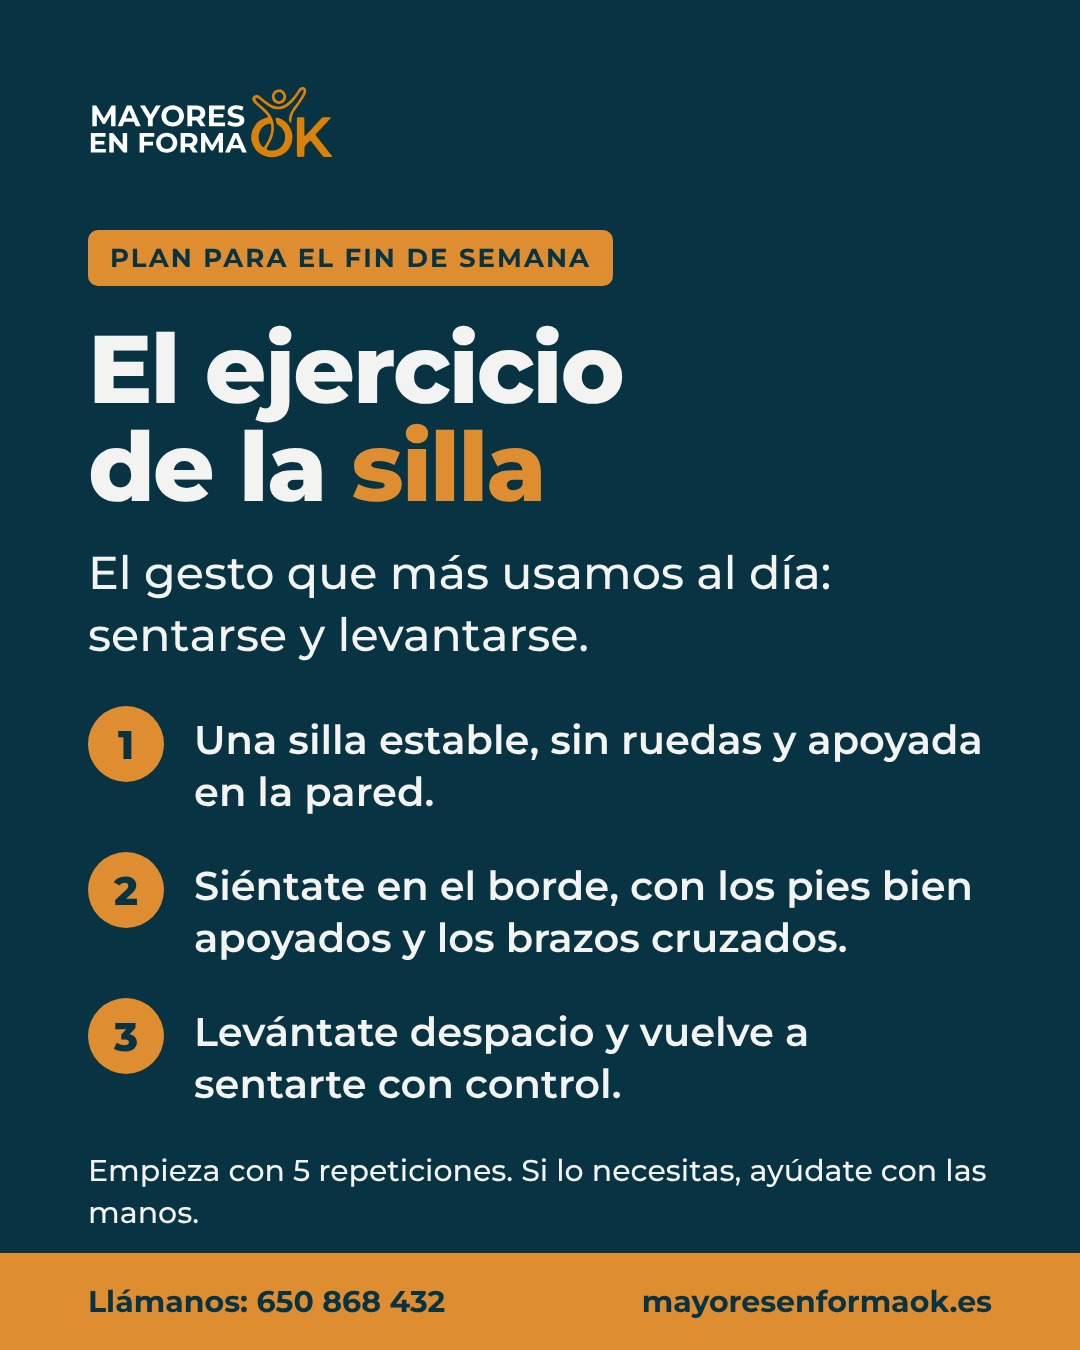 MAYORES
EN FORMA OK
PLAN PARA EL FIN DE SEMANA
El ejercicio
de la silla
El gesto que más usamos al día:
sentarse y levantarse.
1 Una silla estable, sin ruedas y apoyada
en la pared.
2 Siéntate en el borde, con los pies bien
apoyados y los brazos cruzados.
3 Levántate despacio y vuelve a
sentarte con control.
Empieza con 5 repeticiones. Si lo necesitas, ayúdate con las
manos.
Llámanos: 650 868 432 mayoresenformaok.es